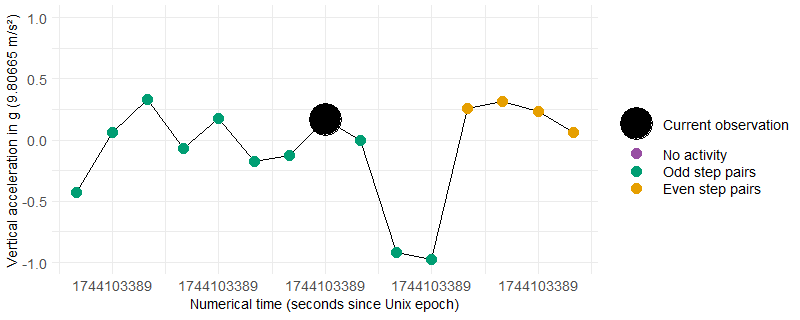 Vertical acceleration in g (9.80665 m/s²)
1.0
0.5
0.0
-0.5
-1.0
1744103389 1744103389 1744103389 1744103389 1744103389
Numerical time (seconds since Unix epoch)
Current observation
No activity
Odd step pairs
Even step pairs